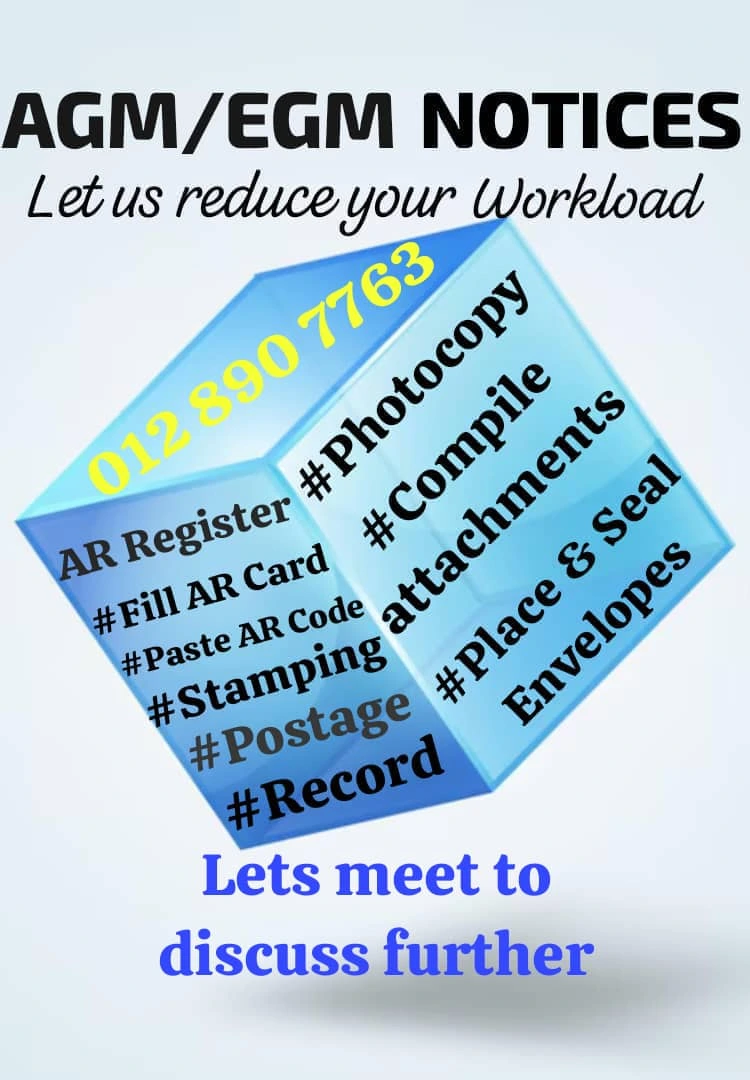 AGM/EGM NOTICES
Let us reduce your Workload
012 890 7763
#Photocopy
#Compile
attachments
#Place & Seal
Envelopes
AR Register
#Fill AR Card
#Paste AR Code
#Stamping
#Postage
#Record
Lets meet to
discuss further